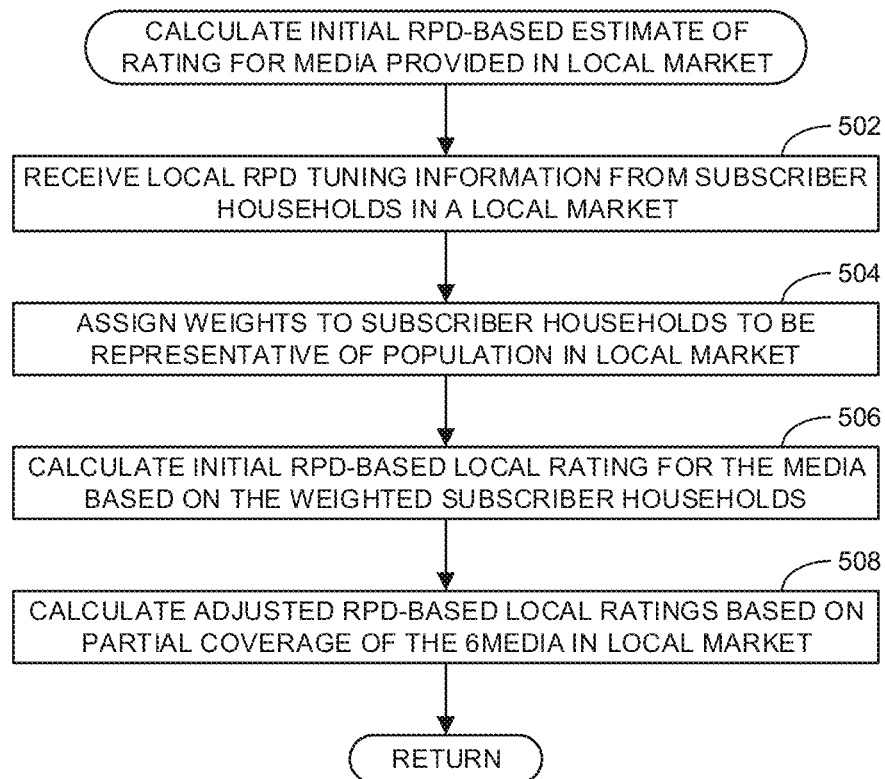 CALCULATE INITIAL RPD-BASED ESTIMATE OF
RATING FOR MEDIA PROVIDED IN LOCAL MARKET
502
RECEIVE LOCAL RPD TUNING INFORMATION FROM SUBSCRIBER
HOUSEHOLDS IN A LOCAL MARKET
504
ASSIGN WEIGHTS TO SUBSCRIBER HOUSEHOLDS TO BE
REPRESENTATIVE OF POPULATION IN LOCAL MARKET
506
CALCULATE INITIAL RPD-BASED LOCAL RATING FOR THE MEDIA
BASED ON THE WEIGHTED SUBSCRIBER HOUSEHOLDS
508
CALCULATE ADJUSTED RPD-BASED LOCAL RATINGS BASED ON
PARTIAL COVERAGE OF THE 6MEDIA IN LOCAL MARKET
RETURN